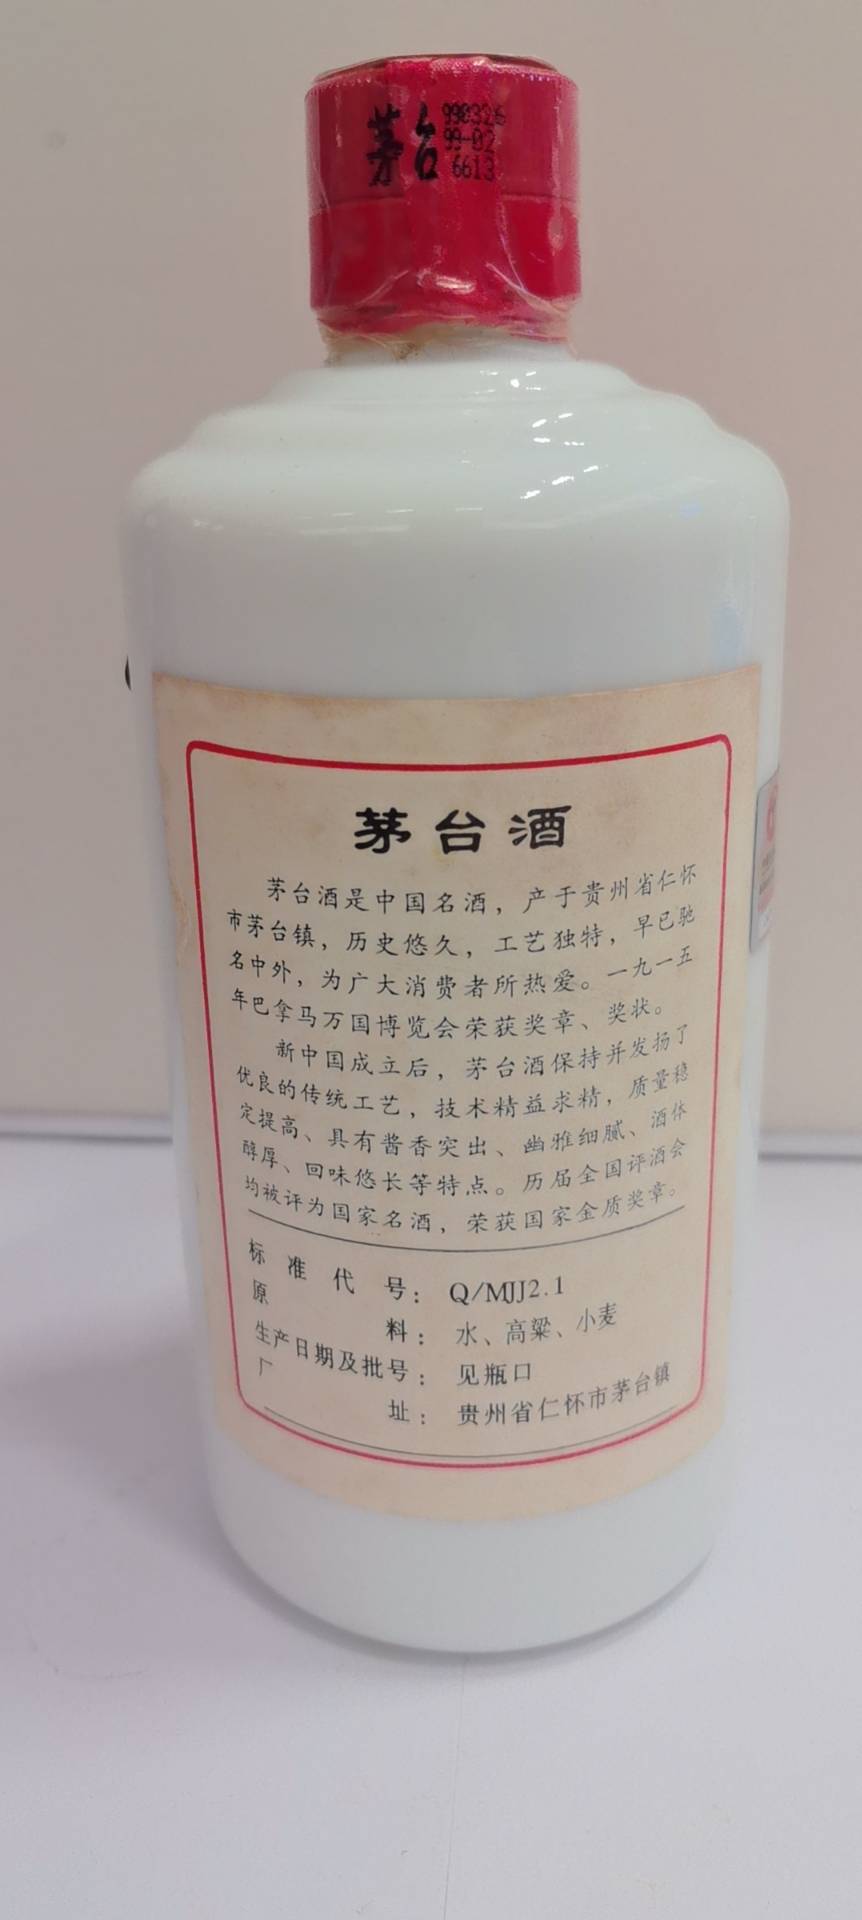 茅台
990326
99-02
6613
茅台酒
茅台酒是中国名酒，产于贵州省仁怀
市茅台镇，历史悠久，工艺独特，早已驰
名中外，为广大消费者所热爱。一九一五
年巴拿马万国博览会荣获奖章、奖状。
新中国成立后，茅台酒保持并发扬了
优良的传统工艺，技术精益求精，质量稳
定提高、具有酱香突出、幽雅细腻、酒体
醇厚、回味悠长等特点。历届全国评酒会
均被评为国家名酒，荣获国家金质奖章。
标准代号：Q/MJJ2.1
原料：水、高粱、小麦
生产日期及批号：见瓶口
厂址：贵州省仁怀市茅台镇